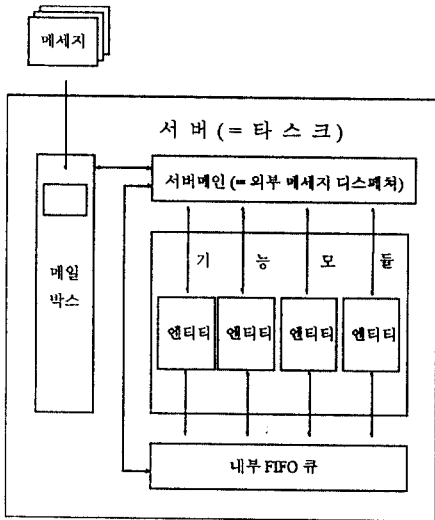 메세지
서 버 (= 타 스 크)
서버메인 (= 외부 메세지 디스패쳐)
메일
박스
기 능 모 듈
엔티티 엔티티 엔티티 엔티티
내부 FIFO 큐